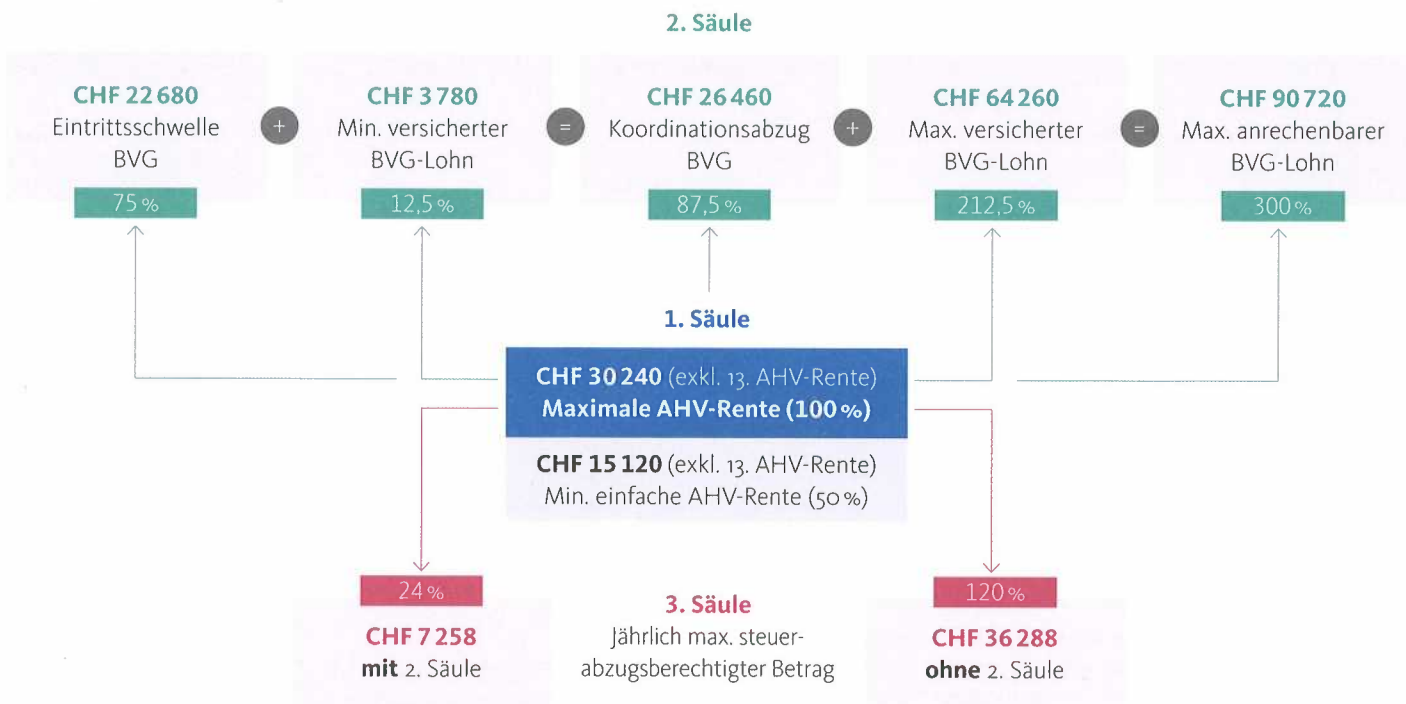 2. Säule
CHF 22 680
Eintrittsschwelle
BVG
75 %
+
CHF 3 780
Min. versicherter
BVG-Lohn
12,5 %
=
CHF 26 460
Koordinationsabzug
BVG
87,5 %
+
CHF 64 260
Max. versicherter
BVG-Lohn
212,5 %
=
CHF 90 720
Max. anrechenbarer
BVG-Lohn
300 %
1. Säule
CHF 30 240 (exkl. 13. AHV-Rente)
Maximale AHV-Rente (100 %)
CHF 15 120 (exkl. 13. AHV-Rente)
Min. einfache AHV-Rente (50 %)
24 %
CHF 7 258
mit 2. Säule
3. Säule
Jährlich max. steuer-
abzugsberechtigter Betrag
120 %
CHF 36 288
ohne 2. Säule